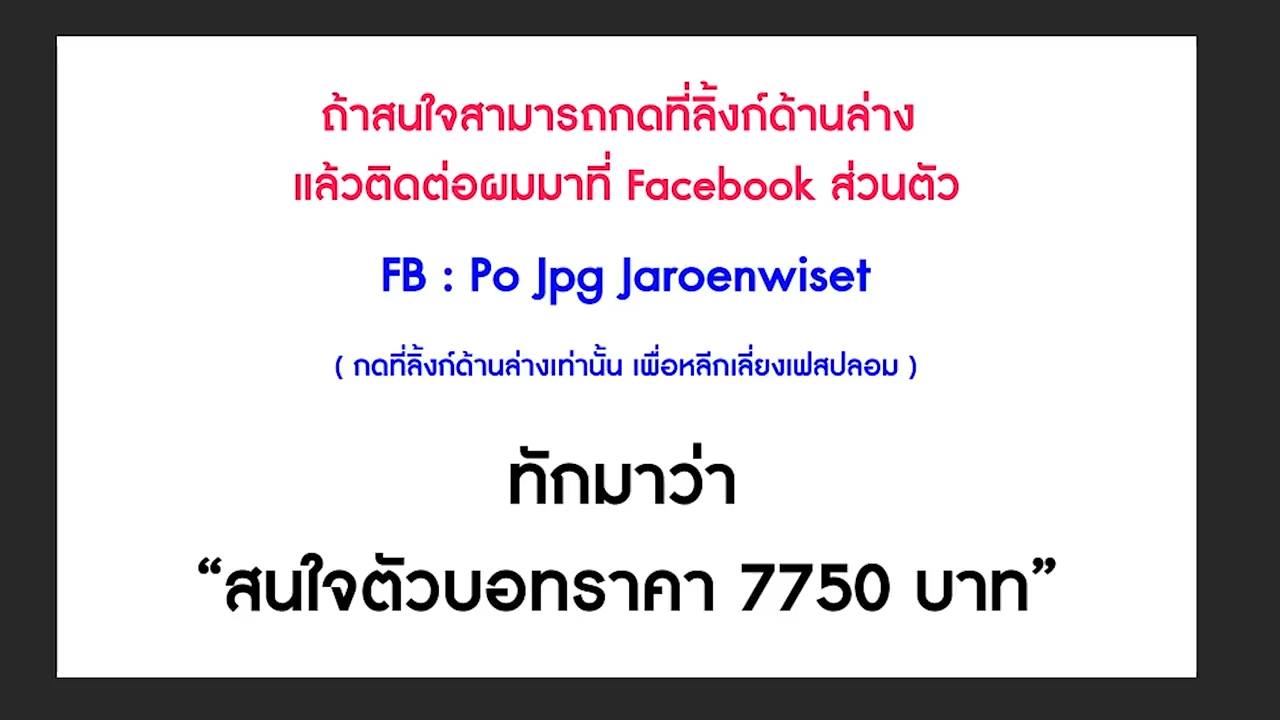 ถ้าสนใจสามารถกดที่ลิ้งก์ด้านล่าง
แล้วติดต่อผมมาที่ Facebook ส่วนตัว
FB : Po Jpg Jaroenwiset
( กดที่ลิ้งก์ด้านล่างเท่านั้น เพื่อหลีกเลี่ยงเฟสปลอม )
ทักมาว่า
“สนใจตัวบอทราคา 7750 บาท”